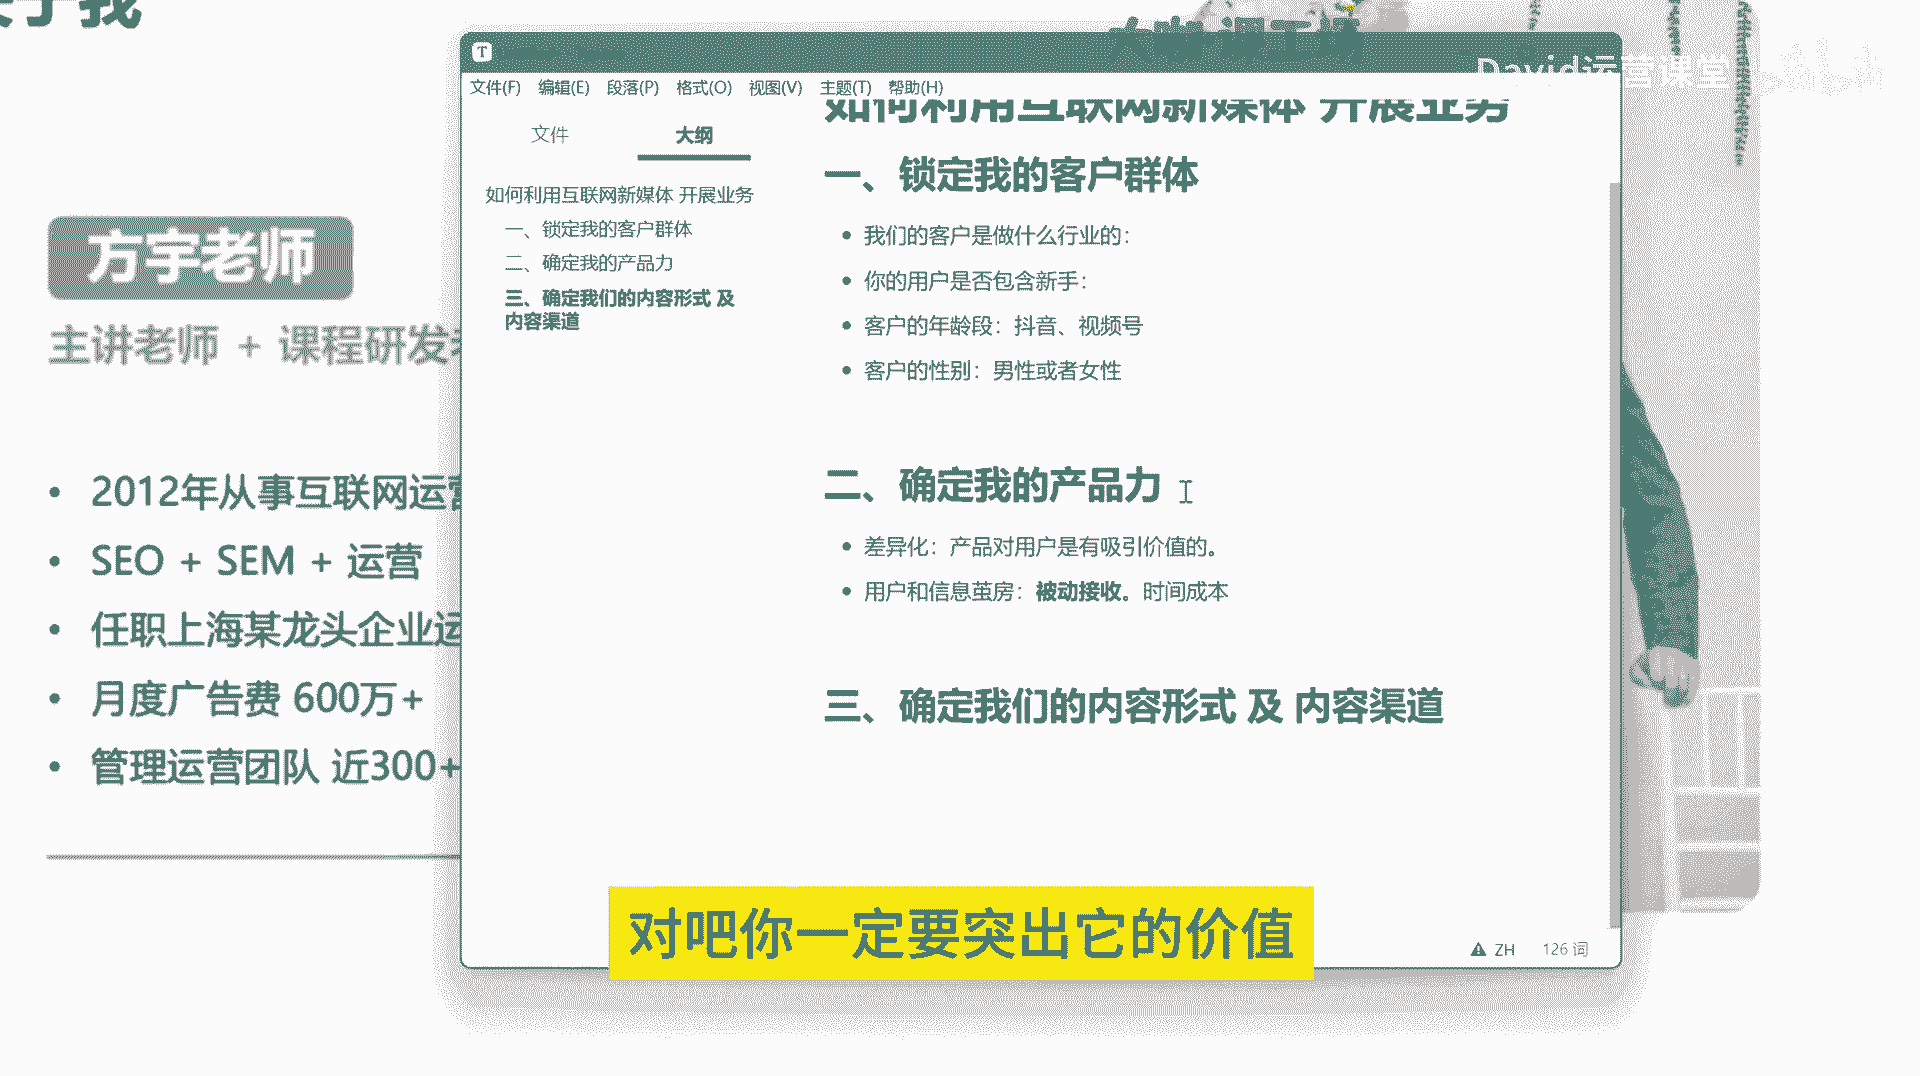 关于我
方宇老师
主讲老师 + 课程研发
• 2012年从事互联网运营
• SEO + SEM + 运营
• 任职上海某龙头企业运
• 月度广告费 600万+
• 管理运营团队 近300+
David运营课堂
T
文件(F) 编辑(E) 段落(P) 格式(O) 视图(V) 主题(T) 帮助(H)
文件 大纲
如何利用互联网新媒体 开展业务
一、锁定我的客户群体
二、确定我的产品力
三、确定我们的内容形式 及
内容渠道
如何利用互联网新媒体 开展业务
一、锁定我的客户群体
• 我们的客户是做什么行业的：
• 你的用户是否包含新手：
• 客户的年龄段：抖音、视频号
• 客户的性别：男性或者女性
二、确定我的产品力
• 差异化：产品对用户是有吸引价值的。
• 用户和信息茧房：被动接收。时间成本
三、确定我们的内容形式 及 内容渠道
ZH 126 词
对吧你一定要突出它的价值